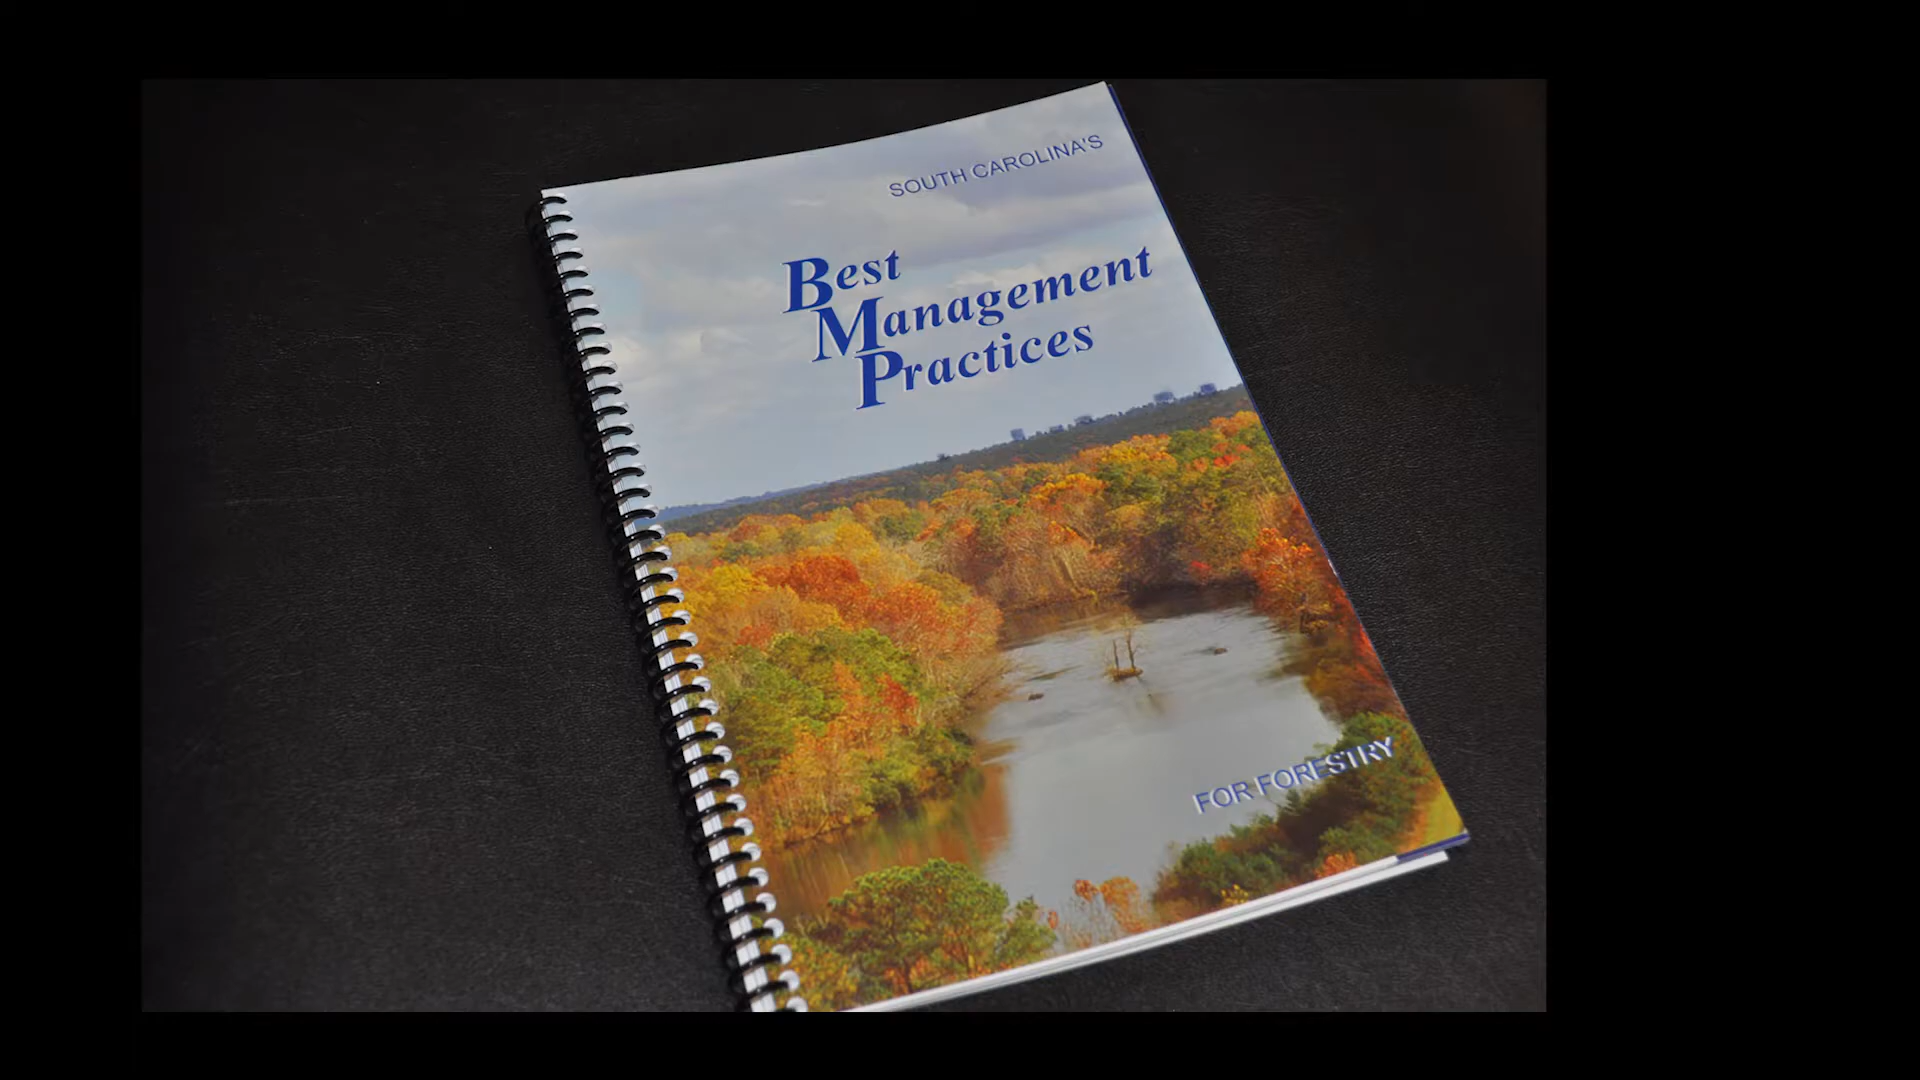 SOUTH CAROLINA'S
Best
Management
Practices
FOR FORESTRY